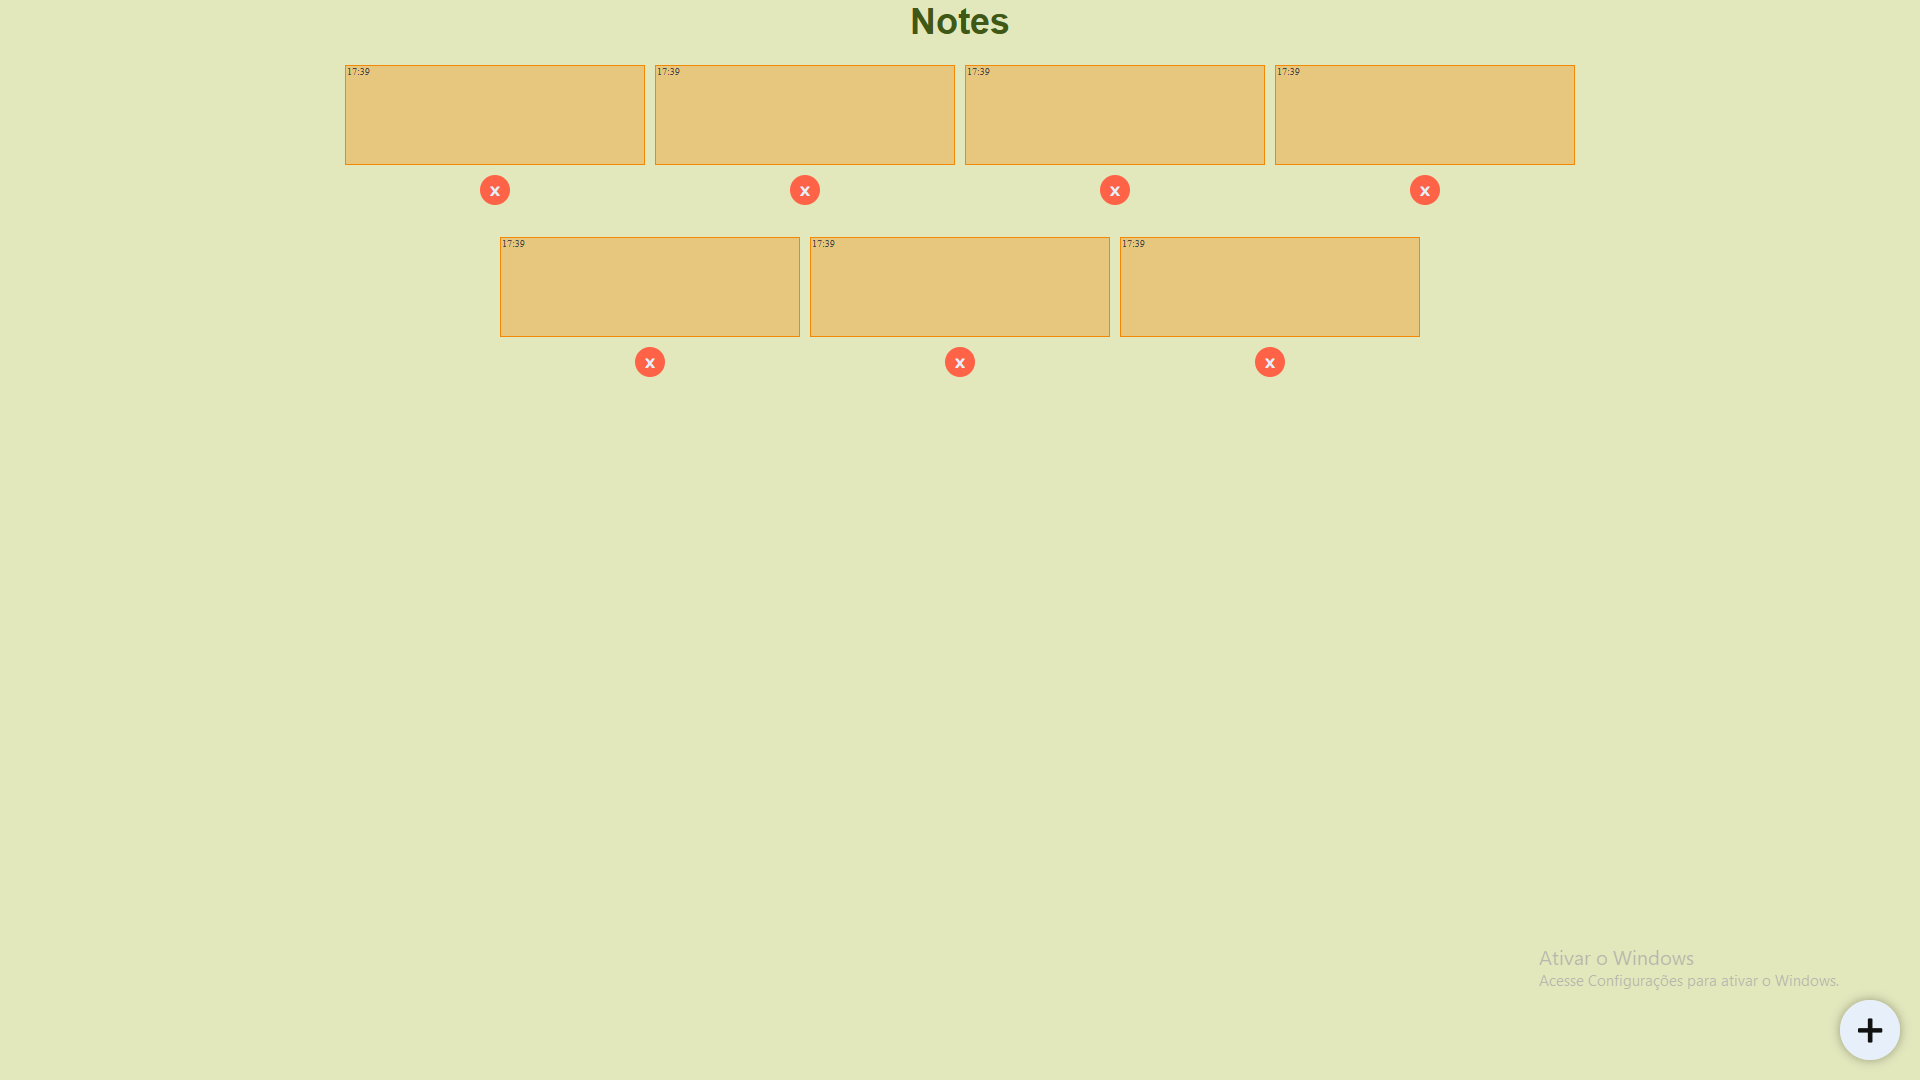 Notes
17:39
17:39
17:39
17:39
x
x
x
x
17:39
17:39
17:39
x
x
x
Ativar o Windows
Acesse Configurações para ativar o Windows.
+